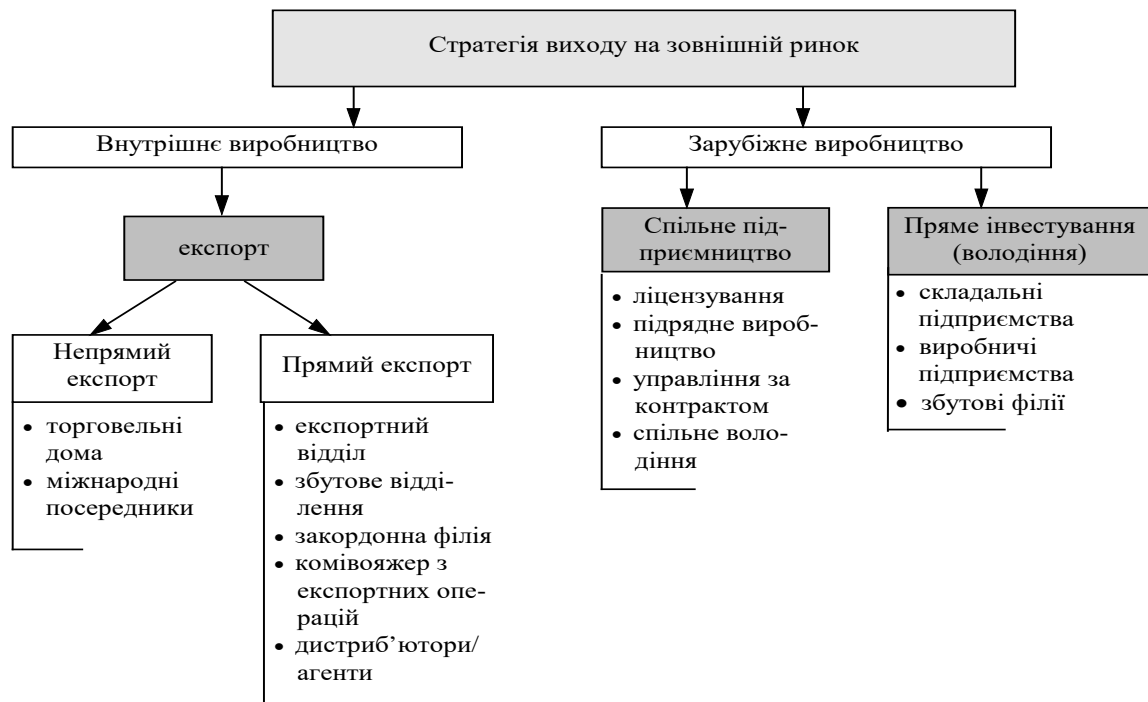 Стратегія виходу на зовнішній ринок
Внутрішнє виробництво
Зарубіжне виробництво
експорт
Непрямий
експорт
• торговельні
дома
• міжнародні
посередники
Прямий експорт
• експортний
відділ
• збутове відді-
лення
• закордонна філія
• комівояжер з
експортних опе-
рацій
• дистриб’ютори/
агенти
Спільне під-
приємництво
• ліцензування
• підрядне вироб-
ництво
• управління за
контрактом
• спільне воло-
діння
Пряме інвестування
(володіння)
• складальні
підприємства
• виробничі
підприємства
• збутові філії